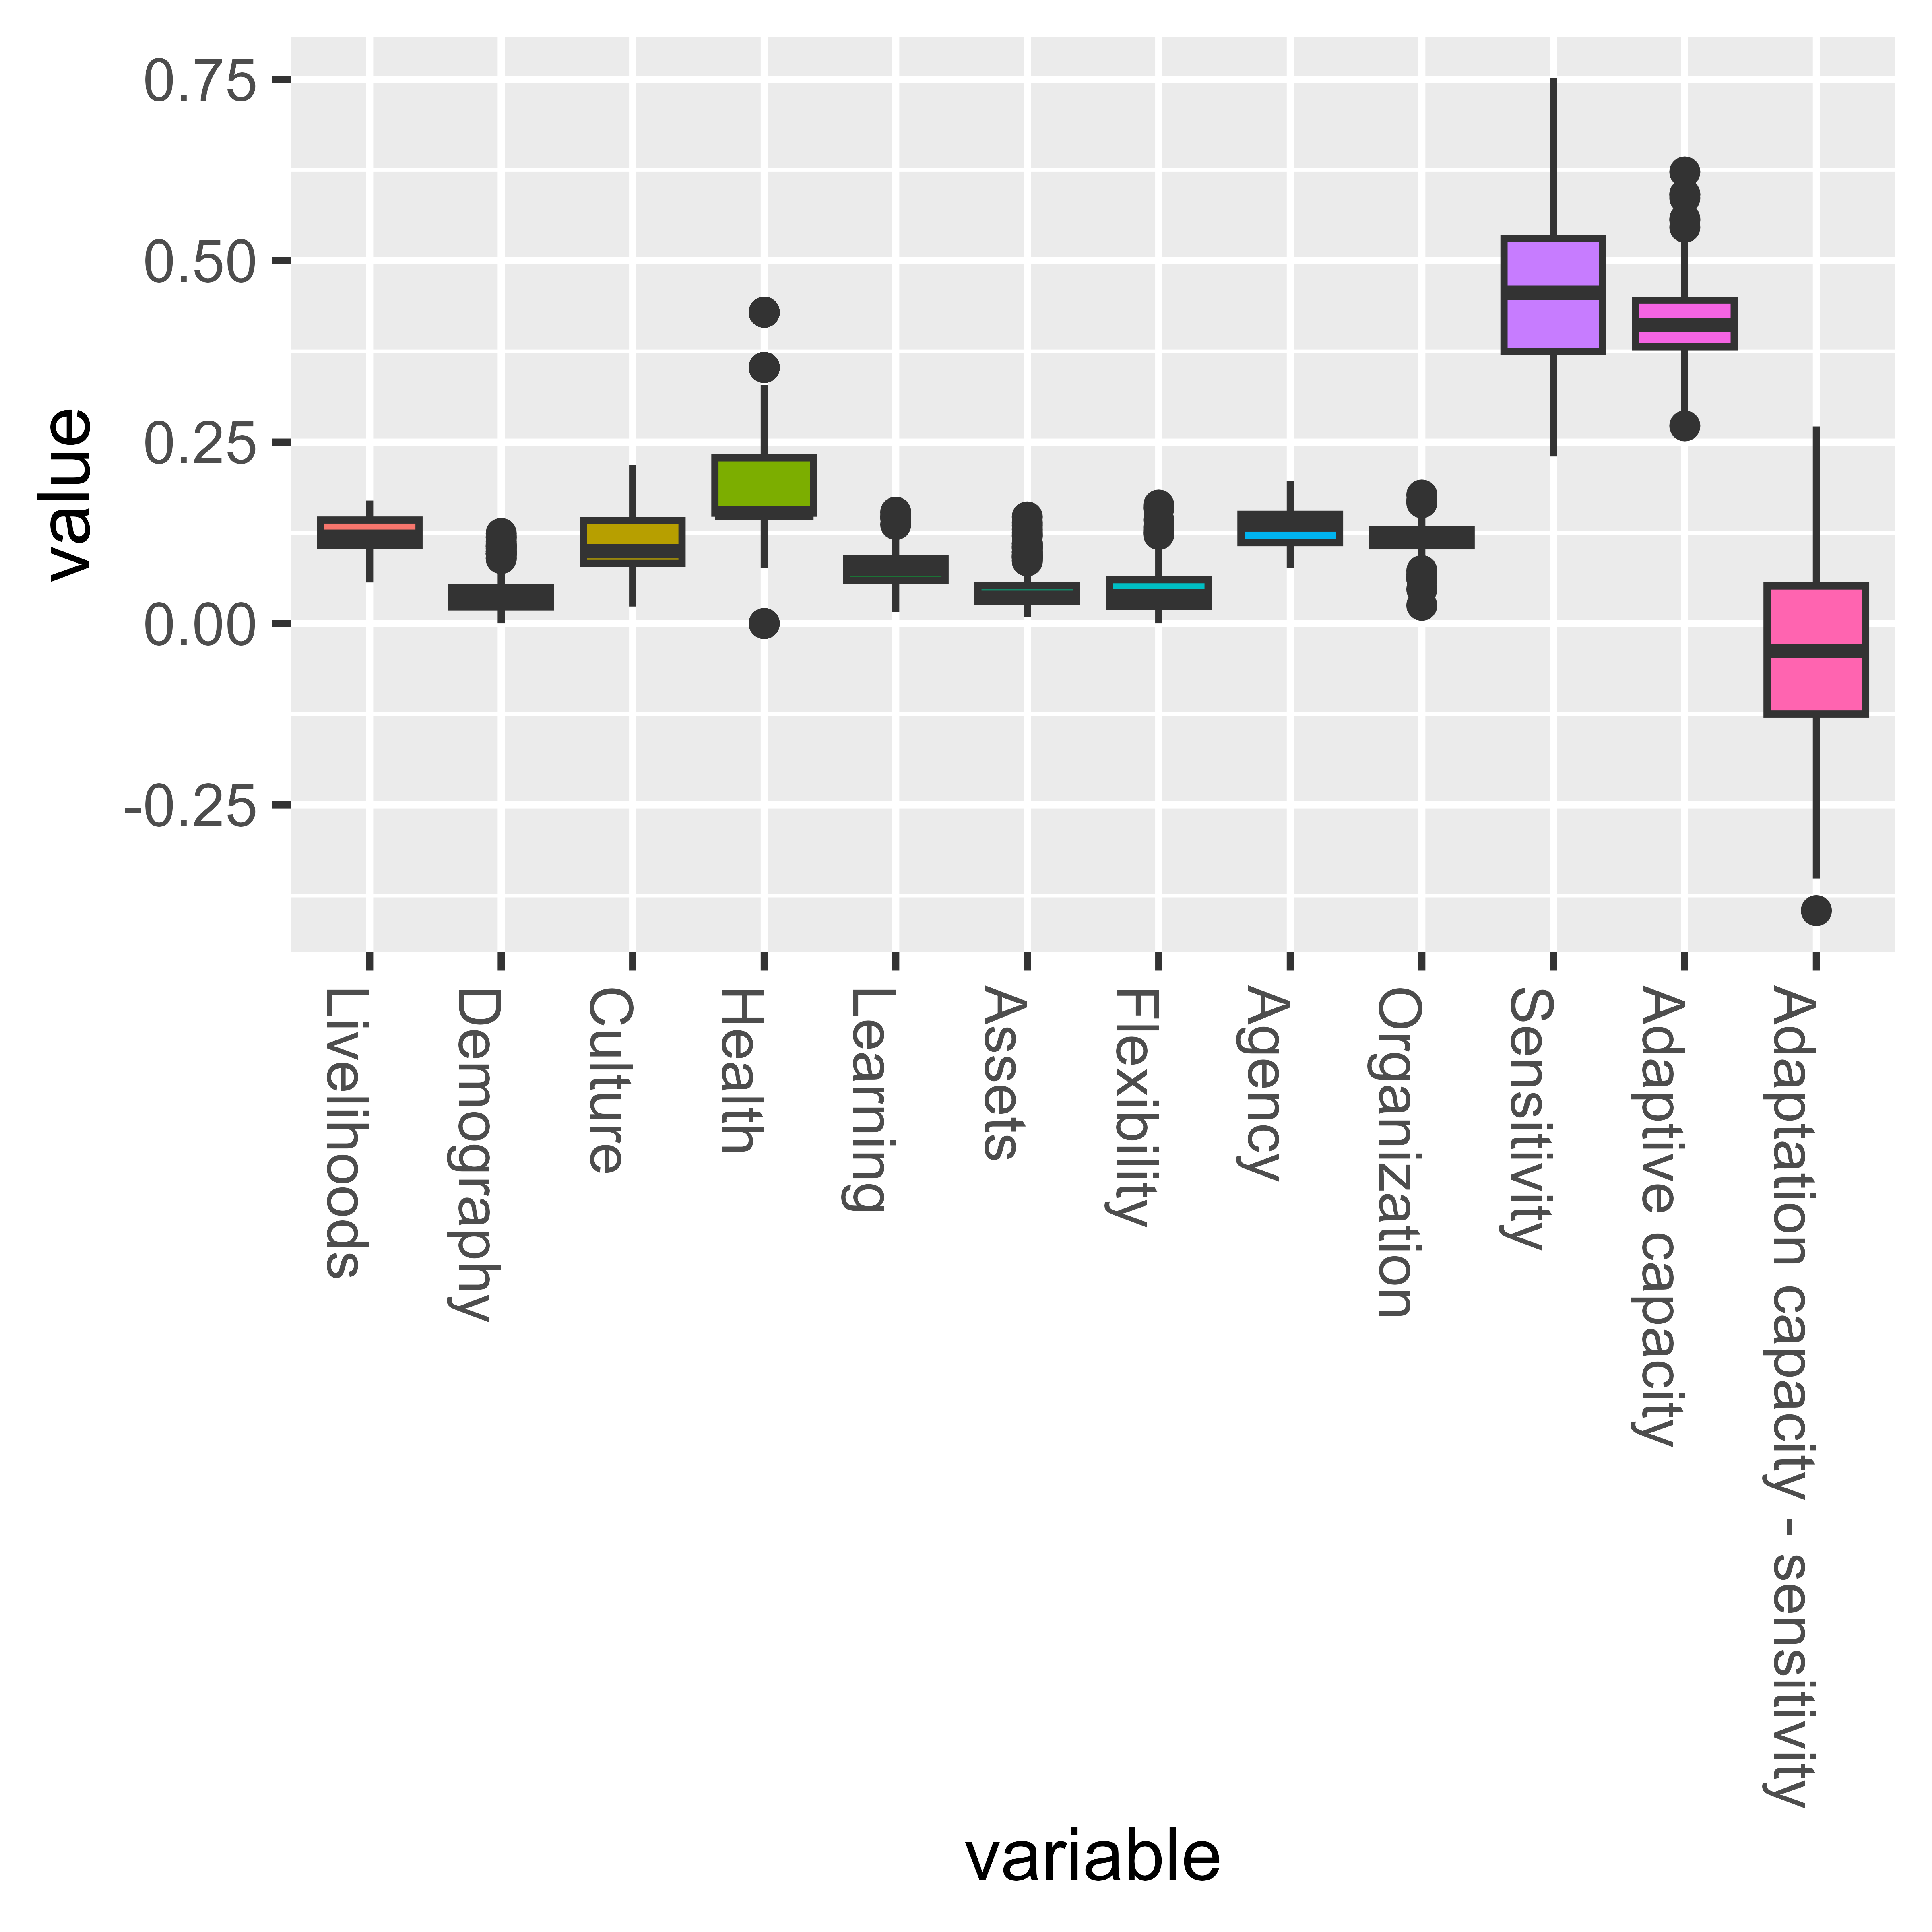 value
0.75
0.50
0.25
0.00
-0.25
Livelihoods
Demography
Culture
Health
Learning
Assets
Flexibility
Agency
Organization
Sensitivity
Adaptive capacity
Adaptation capacity - sensitivity
variable